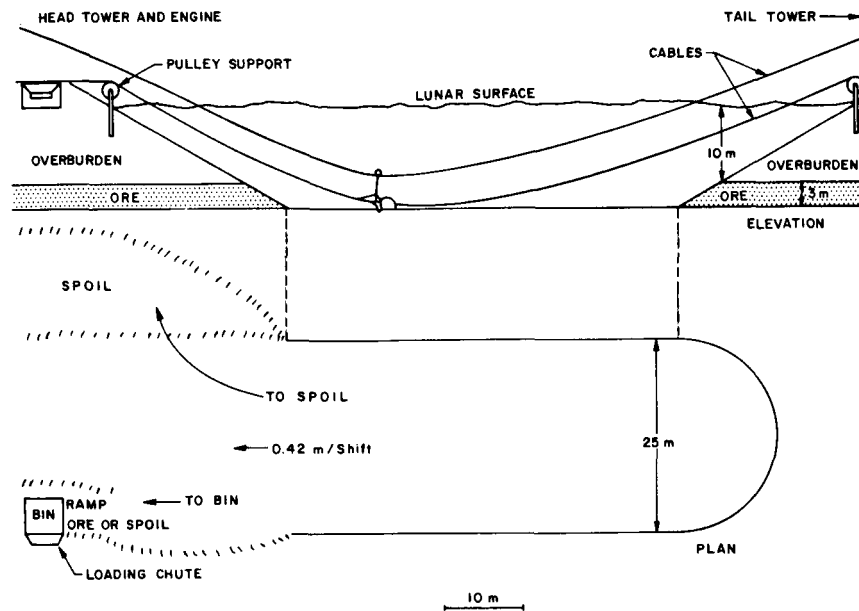 HEAD TOWER AND ENGINE
TAIL TOWER
PULLEY SUPPORT
CABLES
LUNAR SURFACE
OVERBURDEN
10 m
OVERBURDEN
ORE
ORE
3 m
ELEVATION
SPOIL
TO SPOIL
0.42 m/Shift
25 m
TO BIN
BIN
RAMP
ORE OR SPOIL
LOADING CHUTE
PLAN
10 m